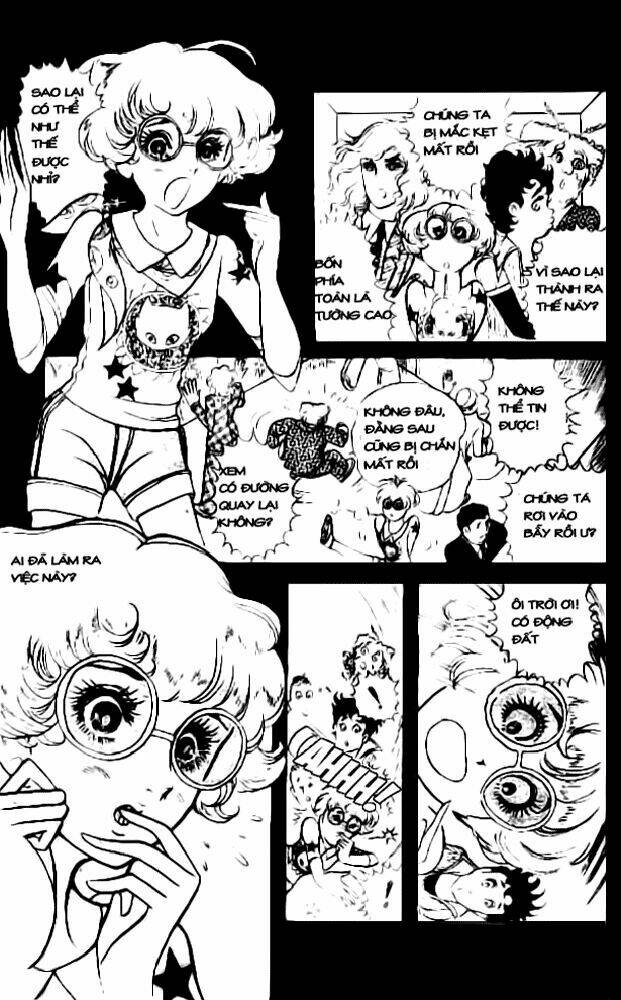 SAO LẠI
CÓ THỂ
NHƯ
THẾ
ĐƯỢC
NHỈ?
CHÚNG TA
BỊ MẮC KẸT
MẤT RỒI
BỐN
PHÍA
TOÀN LÀ
TƯỜNG CAO
VÌ SAO LẠI
THÀNH RA
THẾ NÀY?
KHÔNG
THỂ TIN
ĐƯỢC!
KHÔNG ĐÂU,
ĐẰNG SAU
CŨNG BỊ CHẮN
MẤT RỒI
XEM
CÓ ĐƯỜNG
QUAY LẠI
KHÔNG?
CHÚNG TA
RƠI VÀO
BẪY RỒI Ư?
AI ĐÃ LÀM RA
VIỆC NÀY?
YAHHH!
ÔI TRỜI ƠI!
CÓ ĐỘNG
ĐẤT